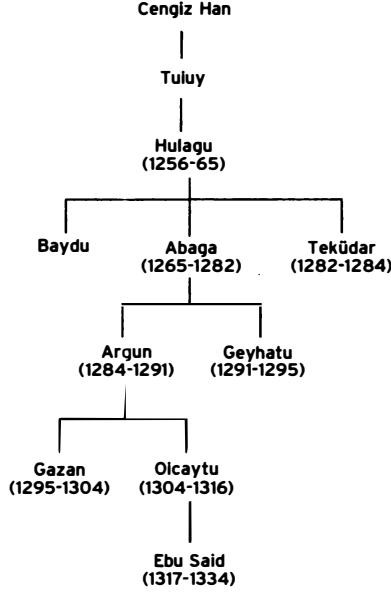 Cengiz Han
Tuluy
Hulagu
(1256-65)
Baydu Abaga Teküdar
(1265-1282) (1282-1284)
Argun Geyhatu
(1284-1291) (1291-1295)
Gazan Olcaytu
(1295-1304) (1304-1316)
Ebu Said
(1317-1334)